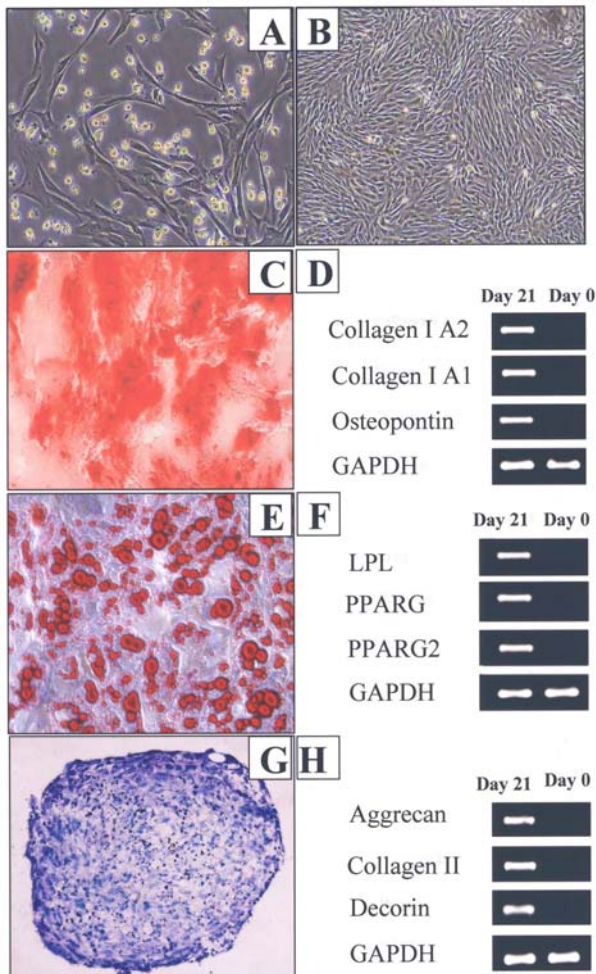 A
B
C
D
Day 21 Day 0
Collagen I A2
Collagen I A1
Osteopontin
GAPDH
E
F
Day 21 Day 0
LPL
PPARG
PPARG2
GAPDH
G
H
Day 21 Day 0
Aggrecan
Collagen II
Decorin
GAPDH